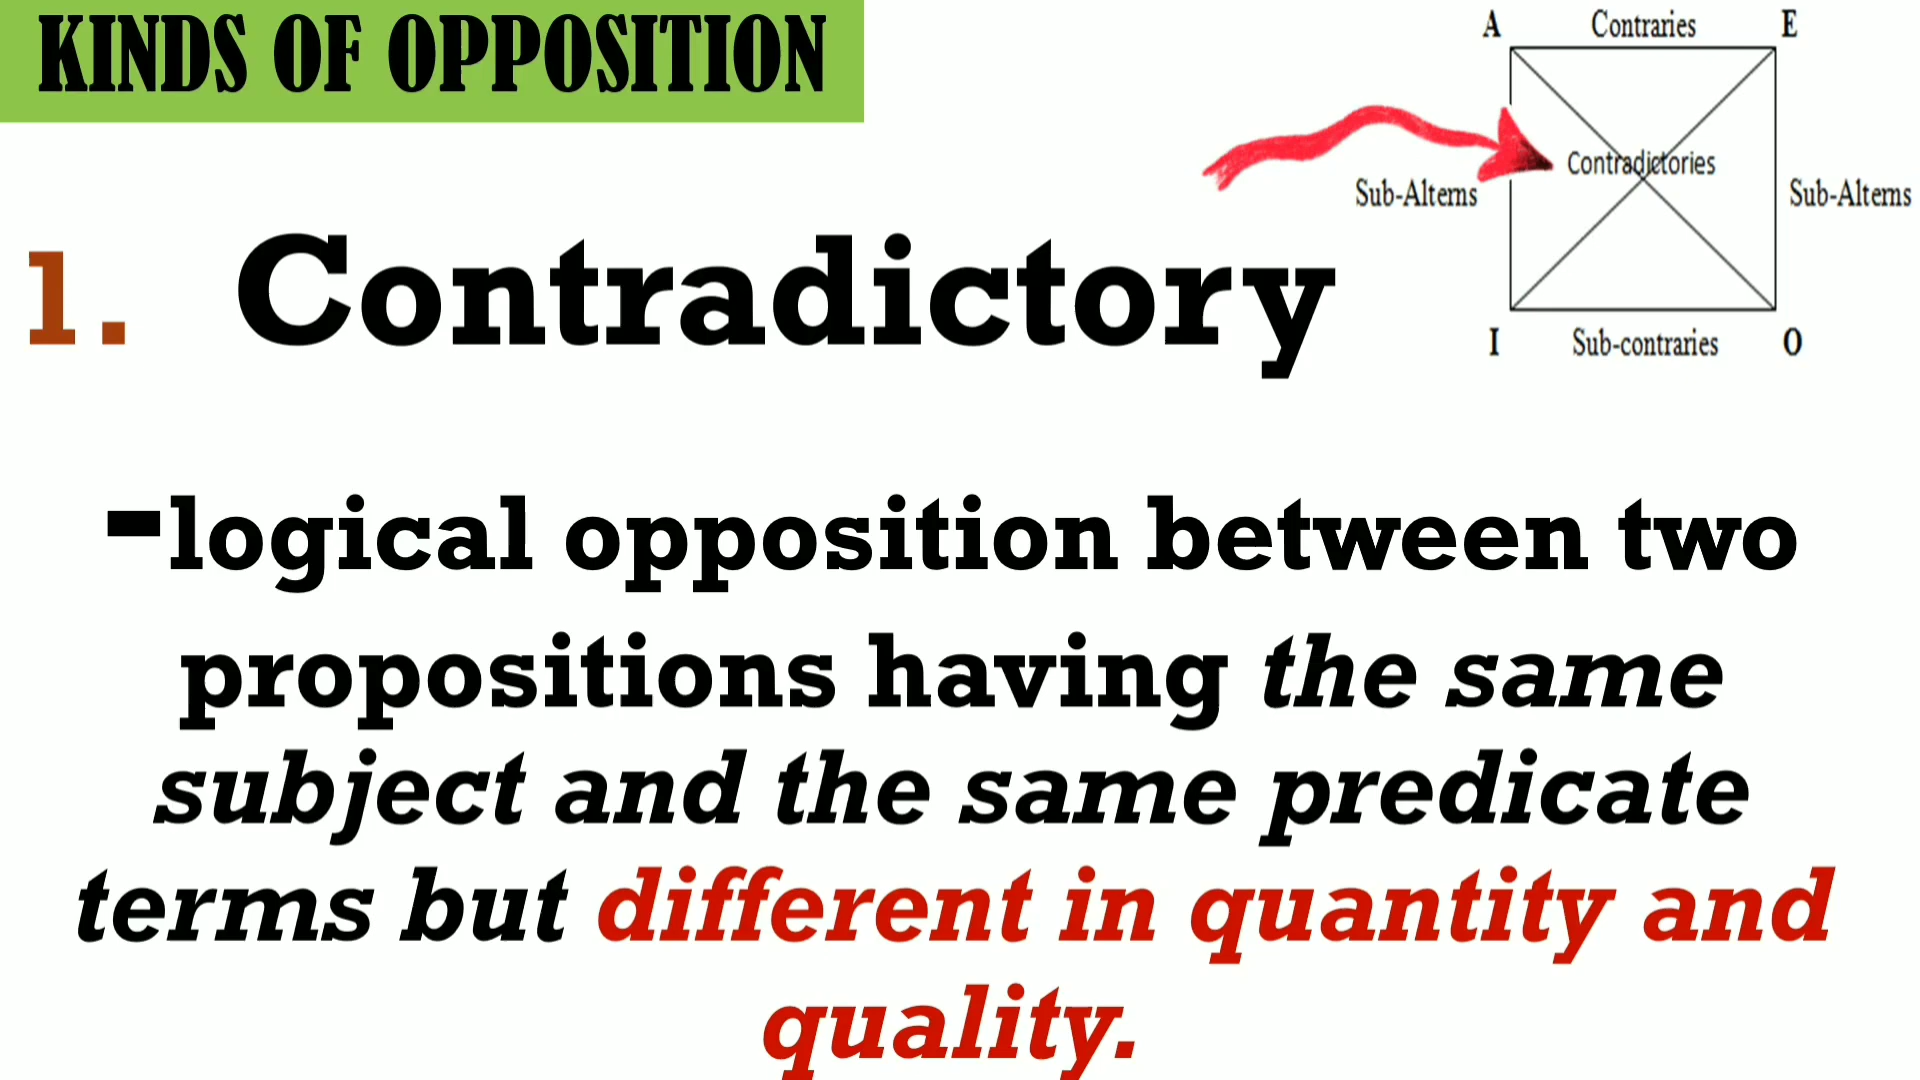 KINDS OF OPPOSITION
A Contraries E
Contradictories
Sub-Alterns Sub-Alterns
I Sub-contraries O
1. Contradictory
-logical opposition between two
propositions having the same
subject and the same predicate
terms but different in quantity and
quality.